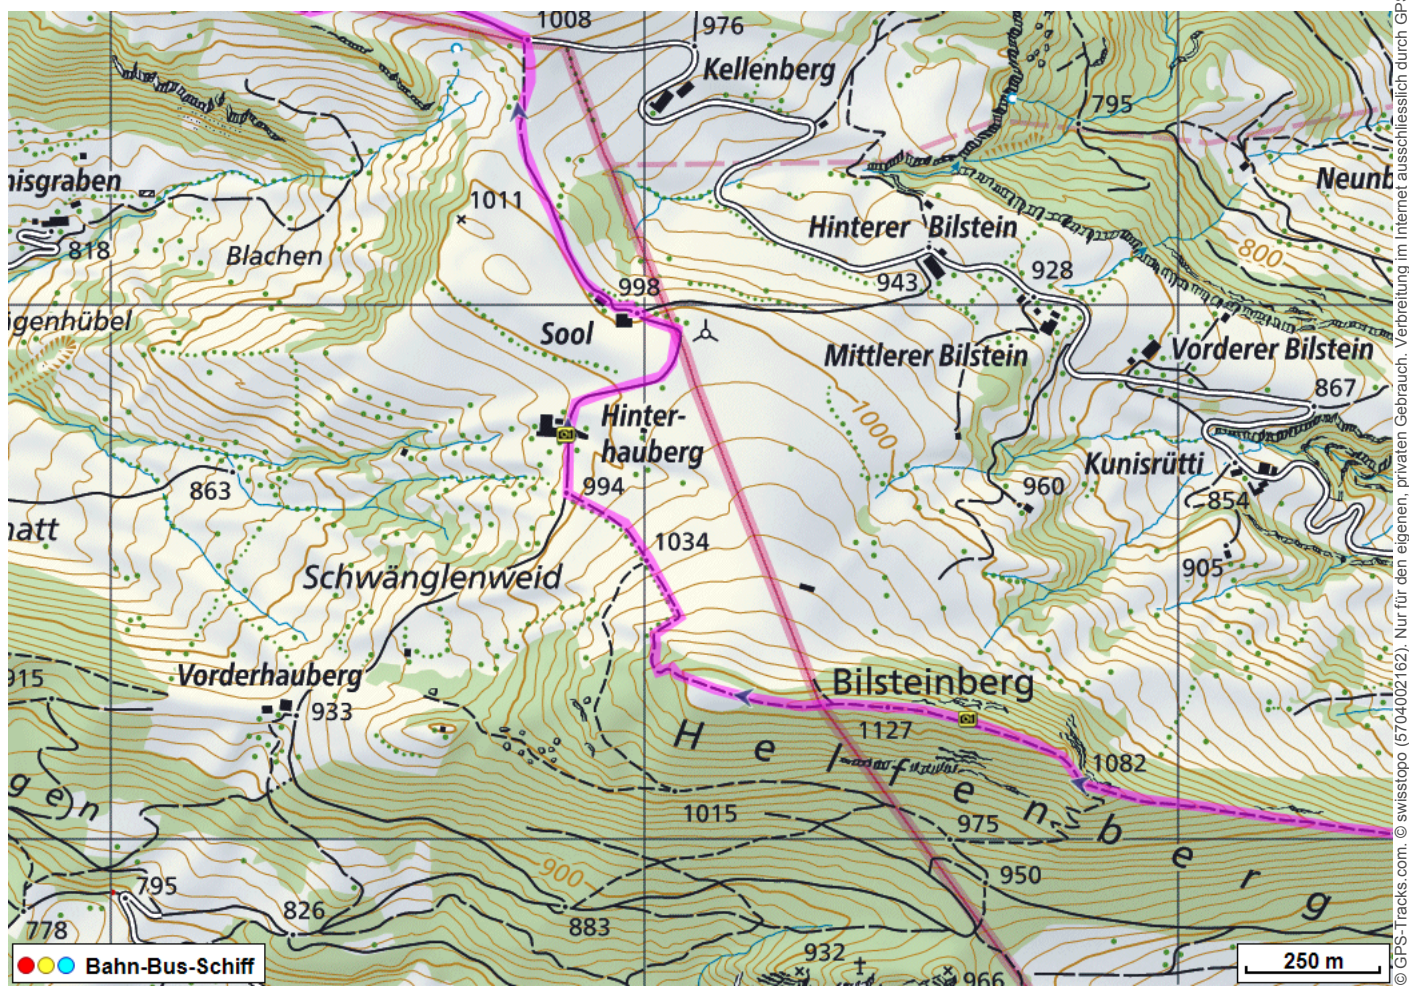 1008
976
Kellenberg
795
nisgraben
1011
Neunb
818
Blachen
Hinterer Bilstein
800
998
943
928
ögenhübel
Sool
Mittlerer Bilstein
Vorderer Bilstein
867
1000
Hinter-
hauberg
863
994
Kunisrütti
960
854
natt
1034
905
Schwänglenweid
Vorderhauberg
915
933
Bilsteinberg
1127
1082
Helfenberg
gen
1015
975
900
950
795
826
883
778
932
966
Bahn-Bus-Schiff
250 m
© GPS-Tracks.com. © swisstopo (5704002162). Nur für den eigenen, privaten Gebrauch. Verbreitung im Internet ausschliesslich durch GPS